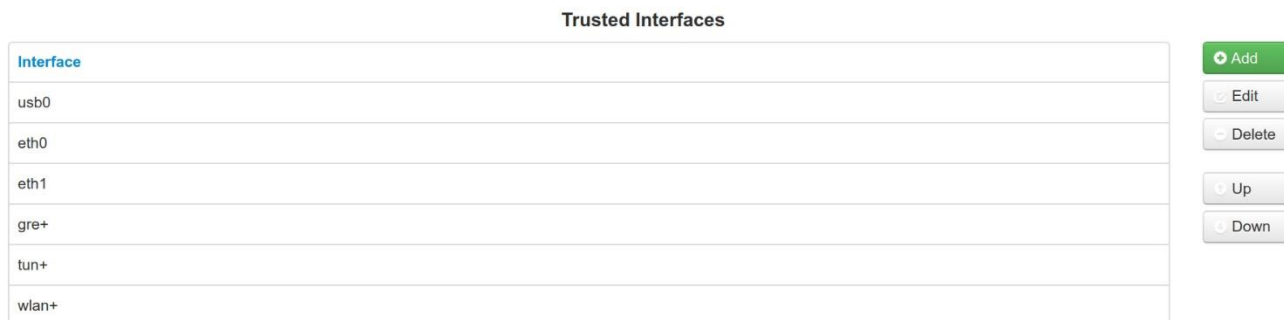 Trusted Interfaces
Interface
usb0
eth0
eth1
gre+
tun+
wlan+
Add
Edit
Delete
Up
Down